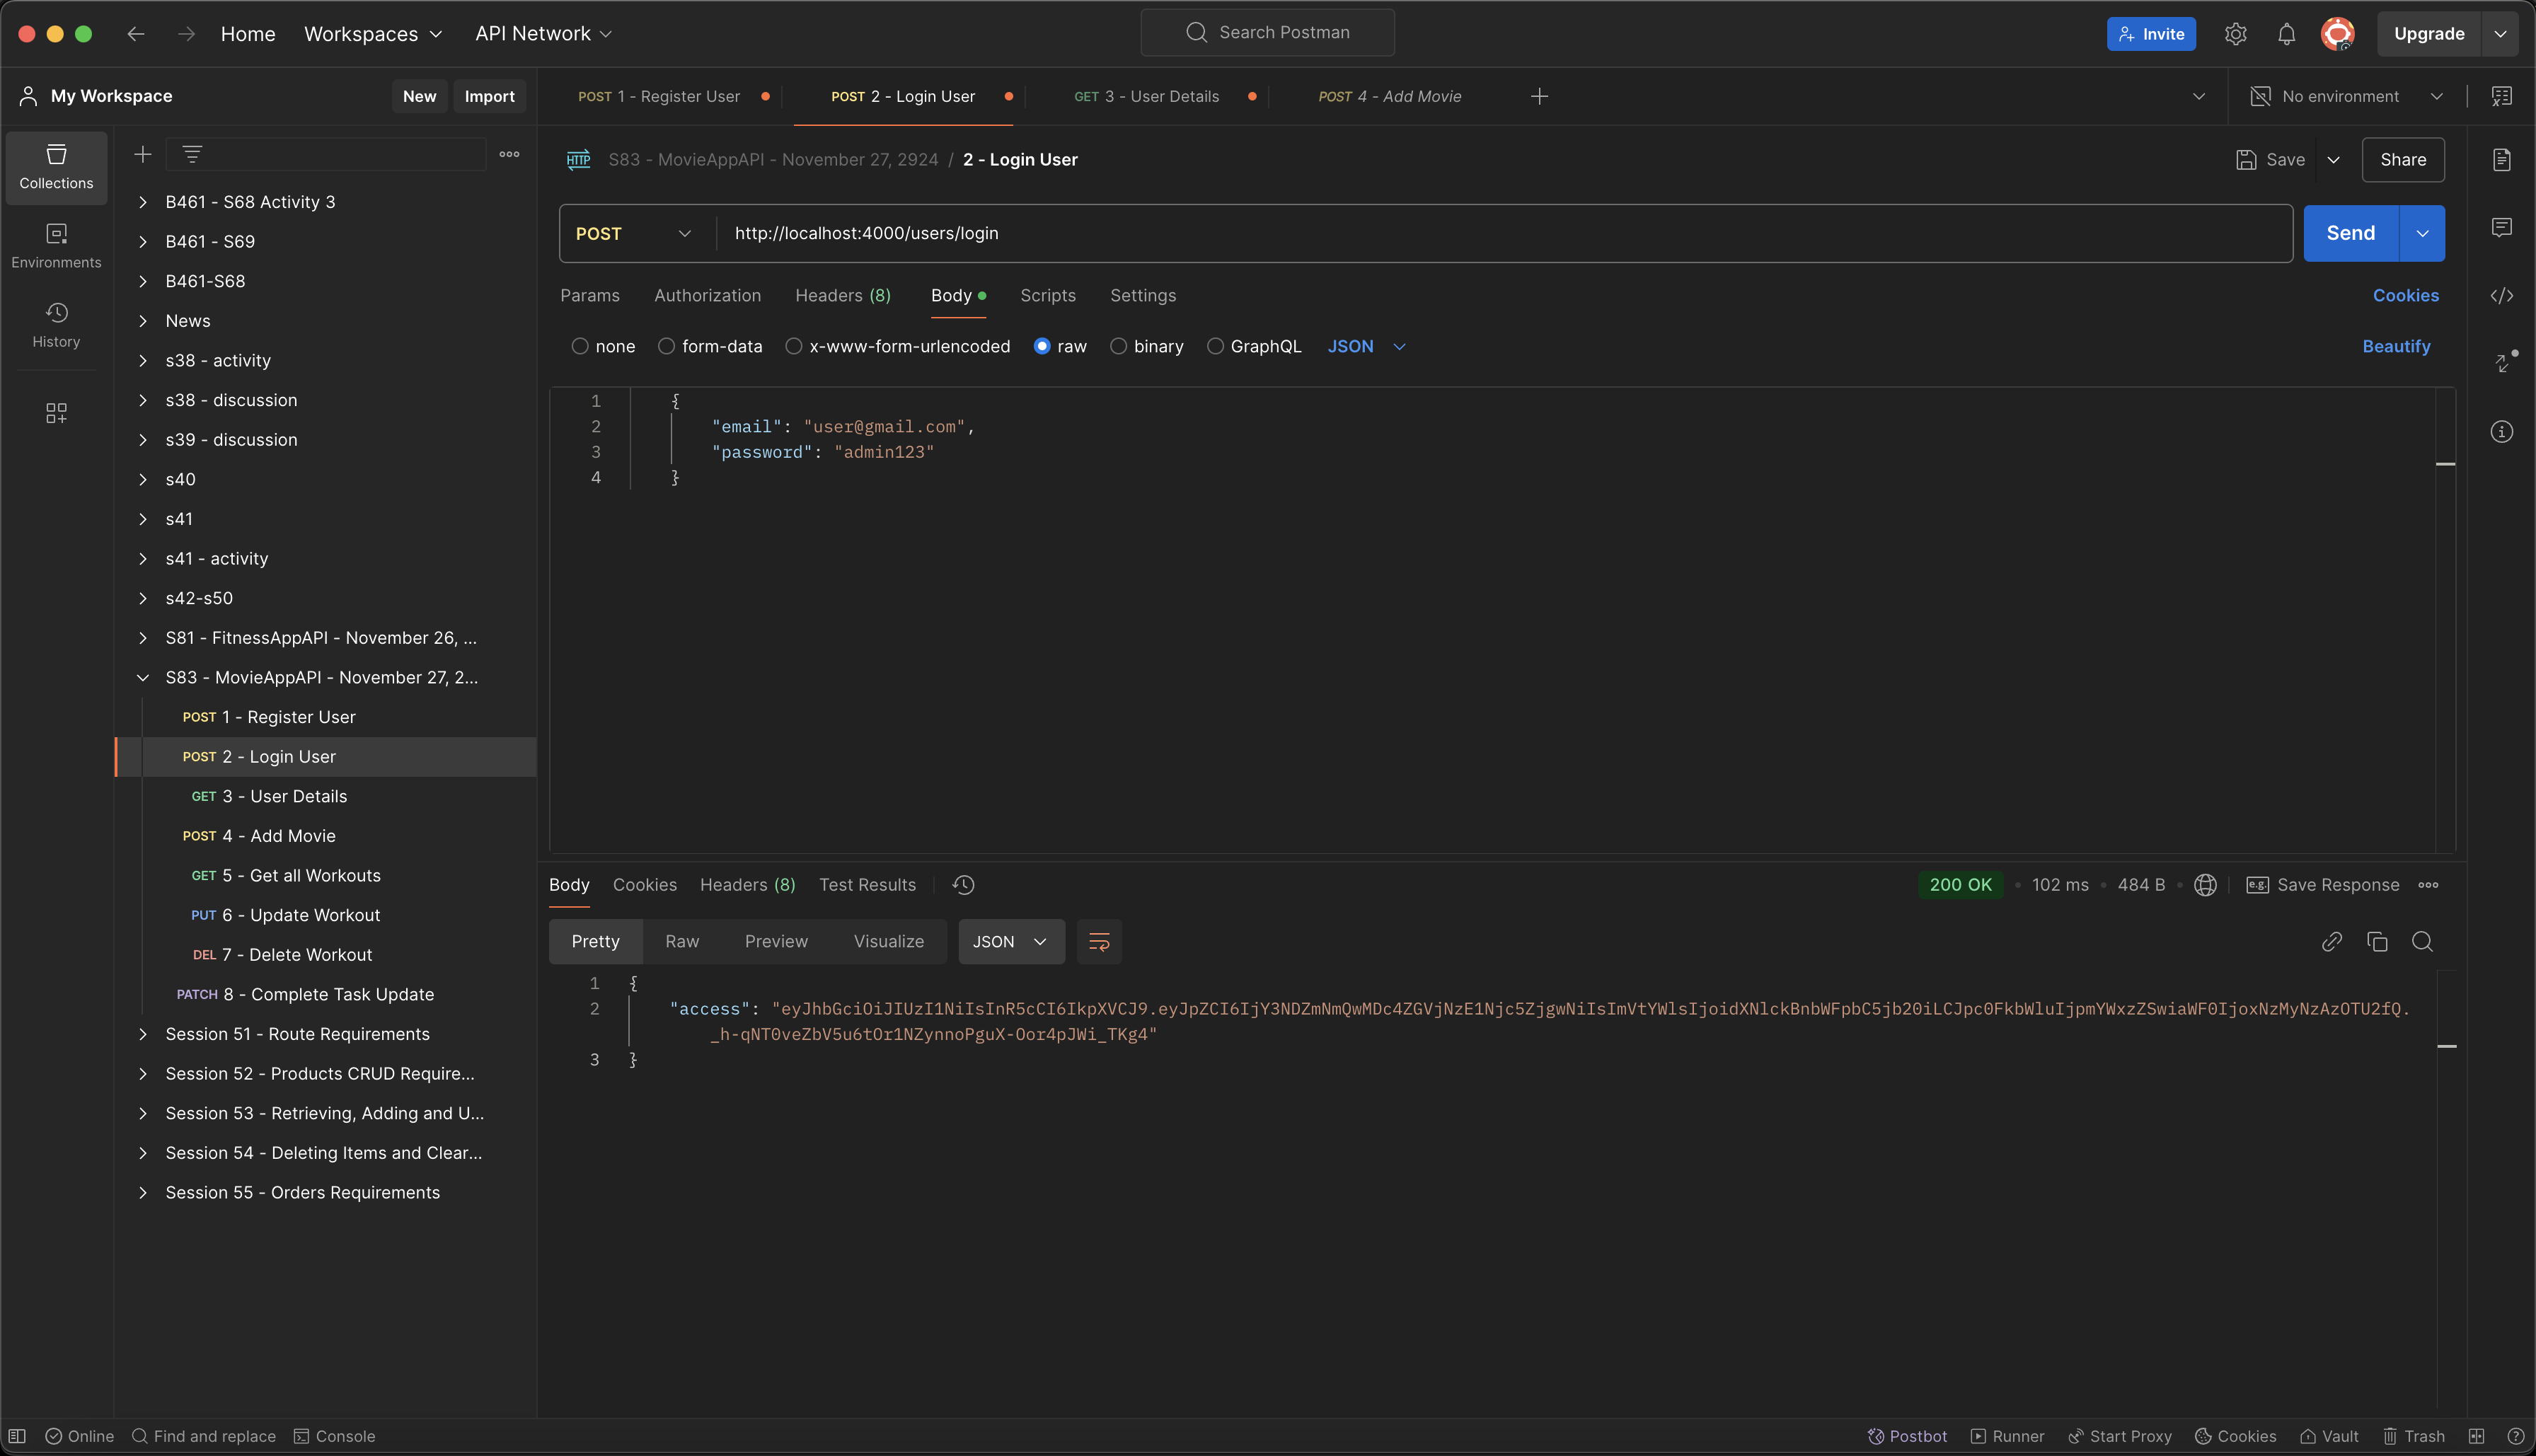 Home
Workspaces
API Network
Search Postman
Invite
Upgrade
My Workspace
New
Import
POST 1 - Register User
POST 2 - Login User
GET 3 - User Details
POST 4 - Add Movie
No environment
Collections
Environments
History
B461 - S68 Activity 3
B461 - S69
B461-S68
News
s38 - activity
s38 - discussion
s39 - discussion
s40
s41
s41 - activity
s42-s50
S81 - FitnessAppAPI - November 26, ...
S83 - MovieAppAPI - November 27, 2...
POST 1 - Register User
POST 2 - Login User
GET 3 - User Details
POST 4 - Add Movie
GET 5 - Get all Workouts
PUT 6 - Update Workout
DEL 7 - Delete Workout
PATCH 8 - Complete Task Update
Session 51 - Route Requirements
Session 52 - Products CRUD Require...
Session 53 - Retrieving, Adding and U...
Session 54 - Deleting Items and Clear...
Session 55 - Orders Requirements
HTTP S83 - MovieAppAPI - November 27, 2924 / 2 - Login User
Save
Share
POST
http://localhost:4000/users/login
Send
Params
Authorization
Headers (8)
Body
Scripts
Settings
Cookies
none
form-data
x-www-form-urlencoded
raw
binary
GraphQL
JSON
Beautify
1 {
2 "email": "user@gmail.com",
3 "password": "admin123"
4 }
Body
Cookies
Headers (8)
Test Results
200 OK
102 ms
484 B
e.g. Save Response
Pretty
Raw
Preview
Visualize
JSON
1 {
2 "access": "eyJhbGciOiJIUzI1NiIsInR5cCI6IkpXVCJ9.eyJpZCI6IjY3NDZmNmQwMDc4ZGVjNzE1Njc5ZjgwNiIsImVtYWlsIjoidXNlckBnbWFpbC5jb20iLCJpc0FkbWluIjpmYWxzZSwiaWF0IjoxNzMyNzAzOTU2fQ.
_h-qNT0veZbV5u6tOr1NZynnoPguX-Oor4pJWi_TKg4"
3 }
Online
Find and replace
Console
Postbot
Runner
Start Proxy
Cookies
Vault
Trash